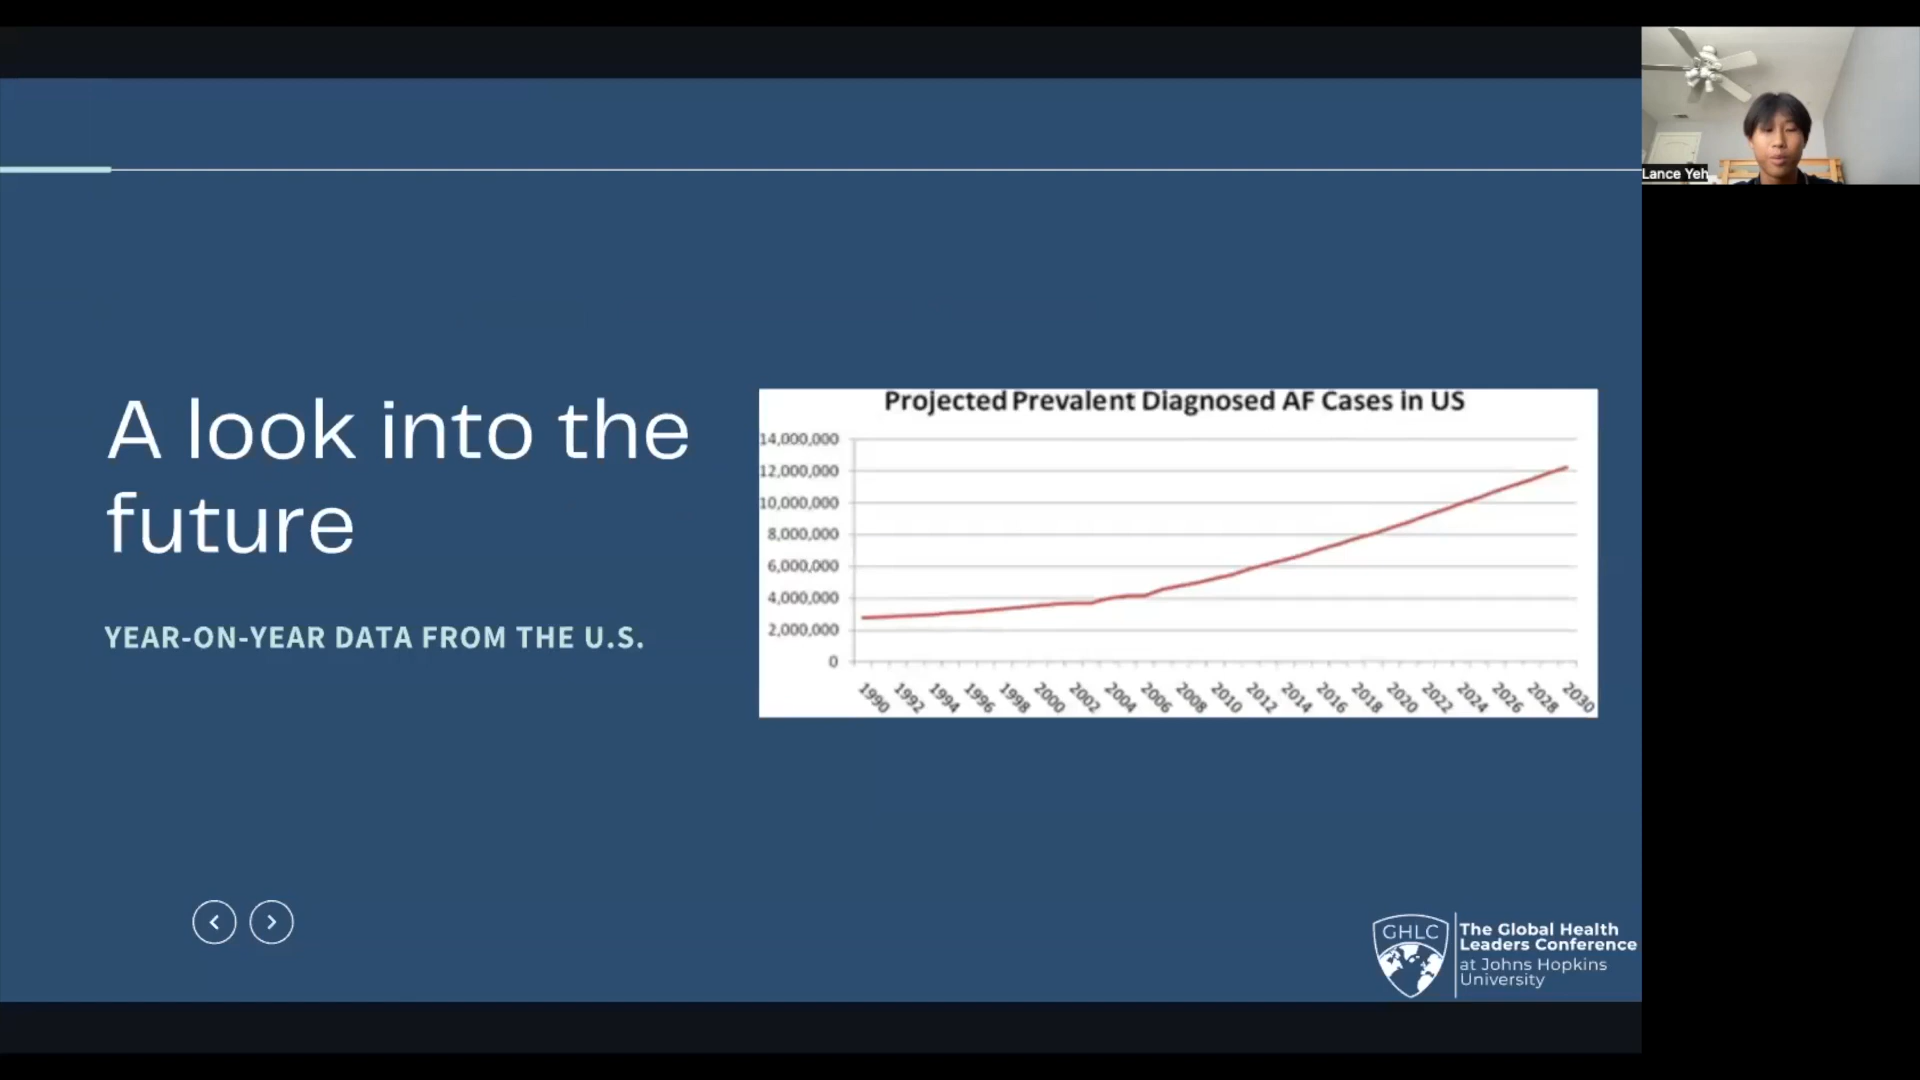 Lance Yeh
A look into the
future
YEAR-ON-YEAR DATA FROM THE U.S.
Projected Prevalent Diagnosed AF Cases in US
14,000,000
12,000,000
10,000,000
8,000,000
6,000,000
4,000,000
2,000,000
0
1990 1992 1994 1996 1998 2000 2002 2004 2006 2008 2010 2012 2014 2016 2018 2020 2022 2024 2026 2028 2030
GHLC
The Global Health
Leaders Conference
at Johns Hopkins
University